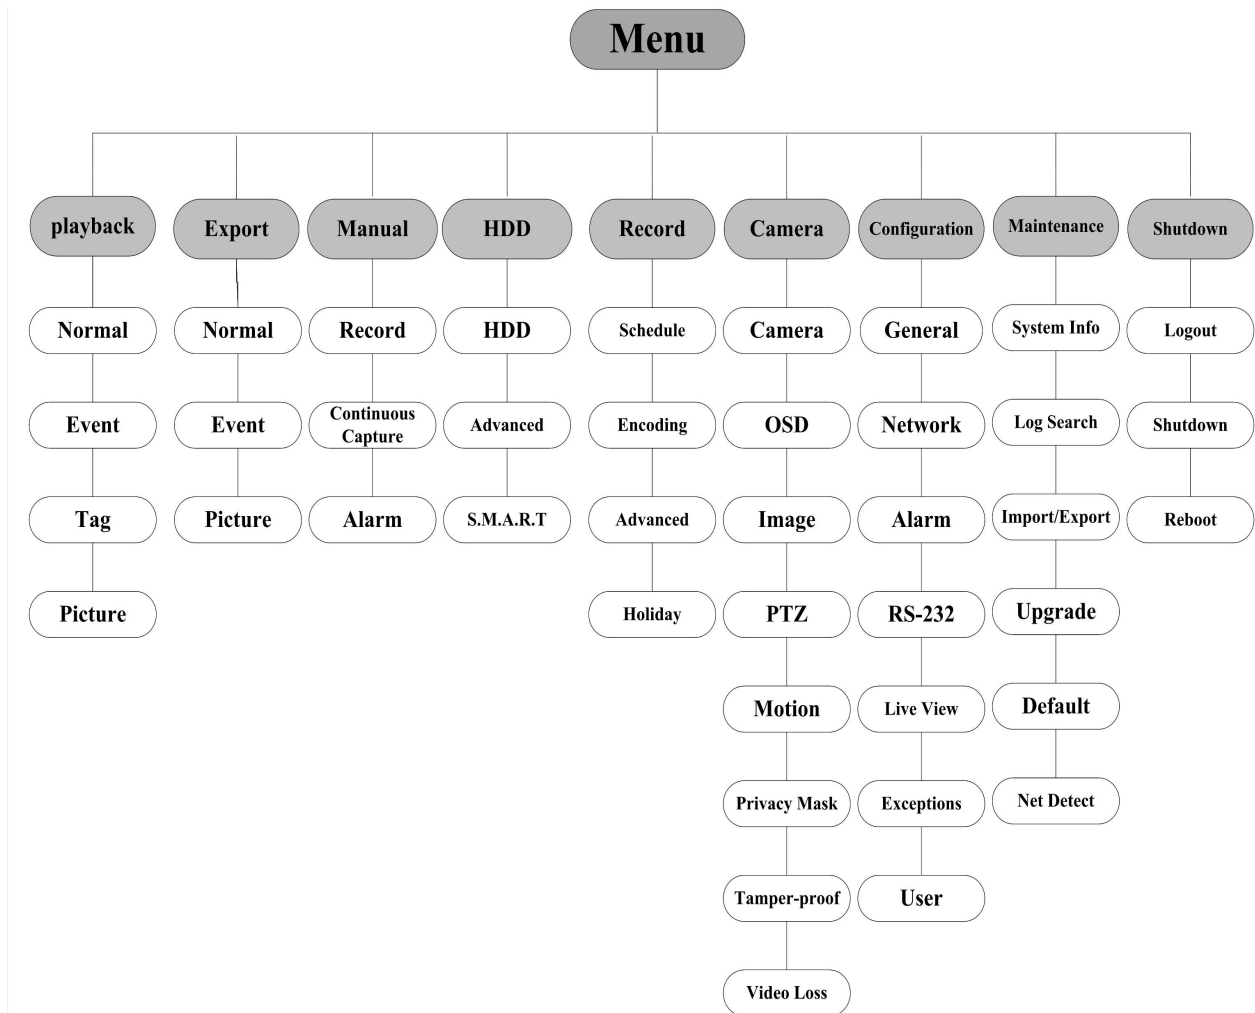 Menu
playback
Export
Manual
HDD
Record
Camera
Configuration
Maintenance
Shutdown
Normal
Normal
Record
HDD
Schedule
Camera
General
System Info
Logout
Event
Event
Continuous
Capture
Advanced
Encoding
OSD
Network
Log Search
Shutdown
Tag
Picture
Alarm
S.M.A.R.T
Advanced
Image
Alarm
Import/Export
Reboot
Picture
Holiday
PTZ
RS-232
Upgrade
Motion
Live View
Default
Privacy Mask
Exceptions
Net Detect
Tamper-proof
User
Video Loss